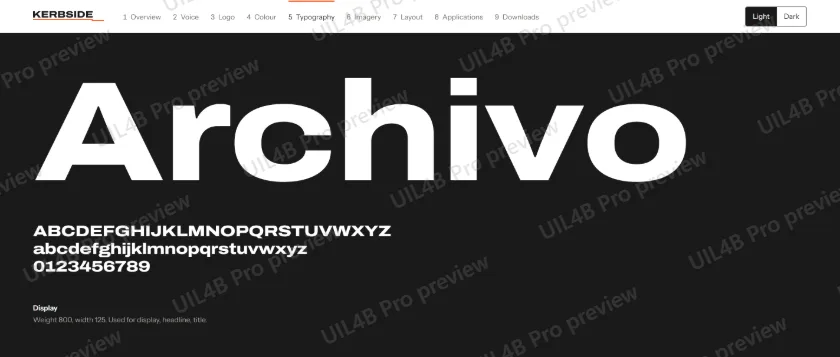 KERBSIDE
1 Overview 2 Voice 3 Logo 4 Colour 5 Typography 6 Imagery 7 Layout 8 Applications 9 Downloads
Light Dark
Archivo
ABCDEFGHIJKLMNOPQRSTUVWXYZ
abcdefghijklmnopqrstuvwxyz
0123456789
Display
Weight 800, width 125. Used for display, headline, title.
UIL4B Pro preview